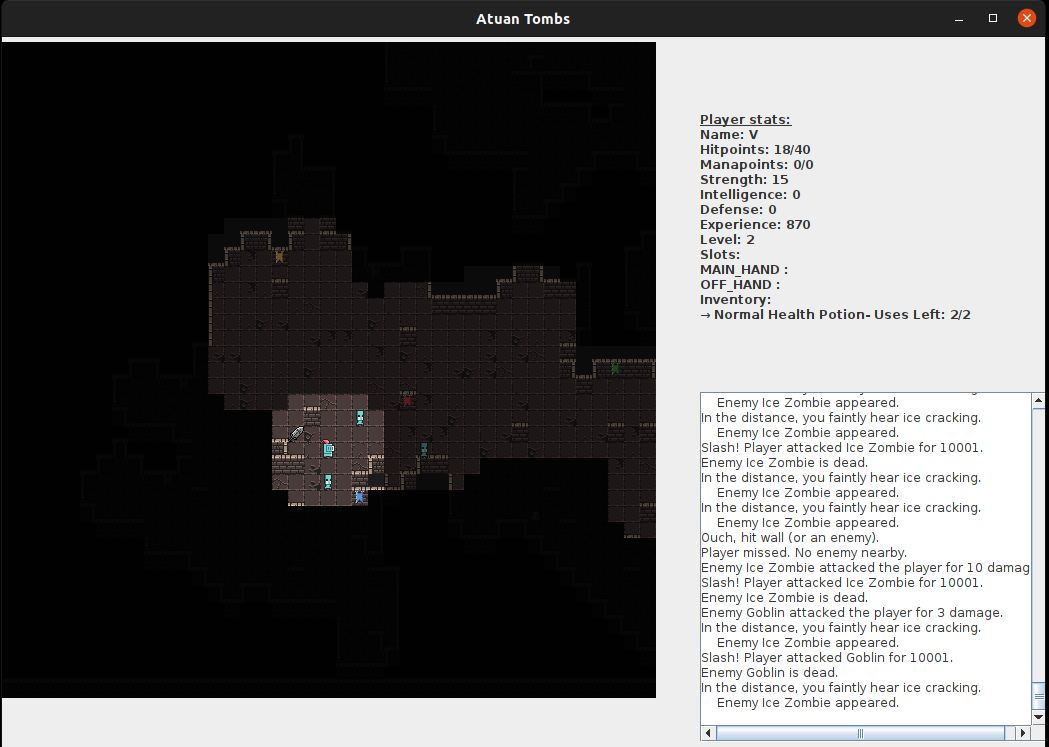 Atuan Tombs
Player stats:
Name: V
Hitpoints: 18/40
Manapoints: 0/0
Strength: 15
Intelligence: 0
Defense: 0
Experience: 870
Level: 2
Slots:
MAIN_HAND :
OFF_HAND :
Inventory:
→ Normal Health Potion- Uses Left: 2/2
Enemy Ice Zombie appeared.
In the distance, you faintly hear ice cracking.
Enemy Ice Zombie appeared.
Slash! Player attacked Ice Zombie for 10001.
Enemy Ice Zombie is dead.
In the distance, you faintly hear ice cracking.
Enemy Ice Zombie appeared.
In the distance, you faintly hear ice cracking.
Enemy Ice Zombie appeared.
Ouch, hit wall (or an enemy).
Player missed. No enemy nearby.
Enemy Ice Zombie attacked the player for 10 damag
Slash! Player attacked Ice Zombie for 10001.
Enemy Ice Zombie is dead.
Enemy Goblin attacked the player for 3 damage.
In the distance, you faintly hear ice cracking.
Enemy Ice Zombie appeared.
Slash! Player attacked Goblin for 10001.
Enemy Goblin is dead.
In the distance, you faintly hear ice cracking.
Enemy Ice Zombie appeared.